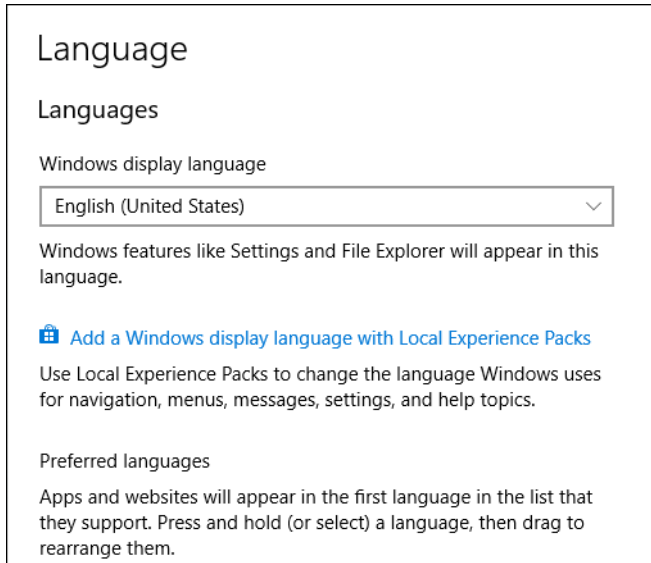 Language
Languages
Windows display language
English (United States)
Windows features like Settings and File Explorer will appear in this
language.
Add a Windows display language with Local Experience Packs
Use Local Experience Packs to change the language Windows uses
for navigation, menus, messages, settings, and help topics.
Preferred languages
Apps and websites will appear in the first language in the list that
they support. Press and hold (or select) a language, then drag to
rearrange them.